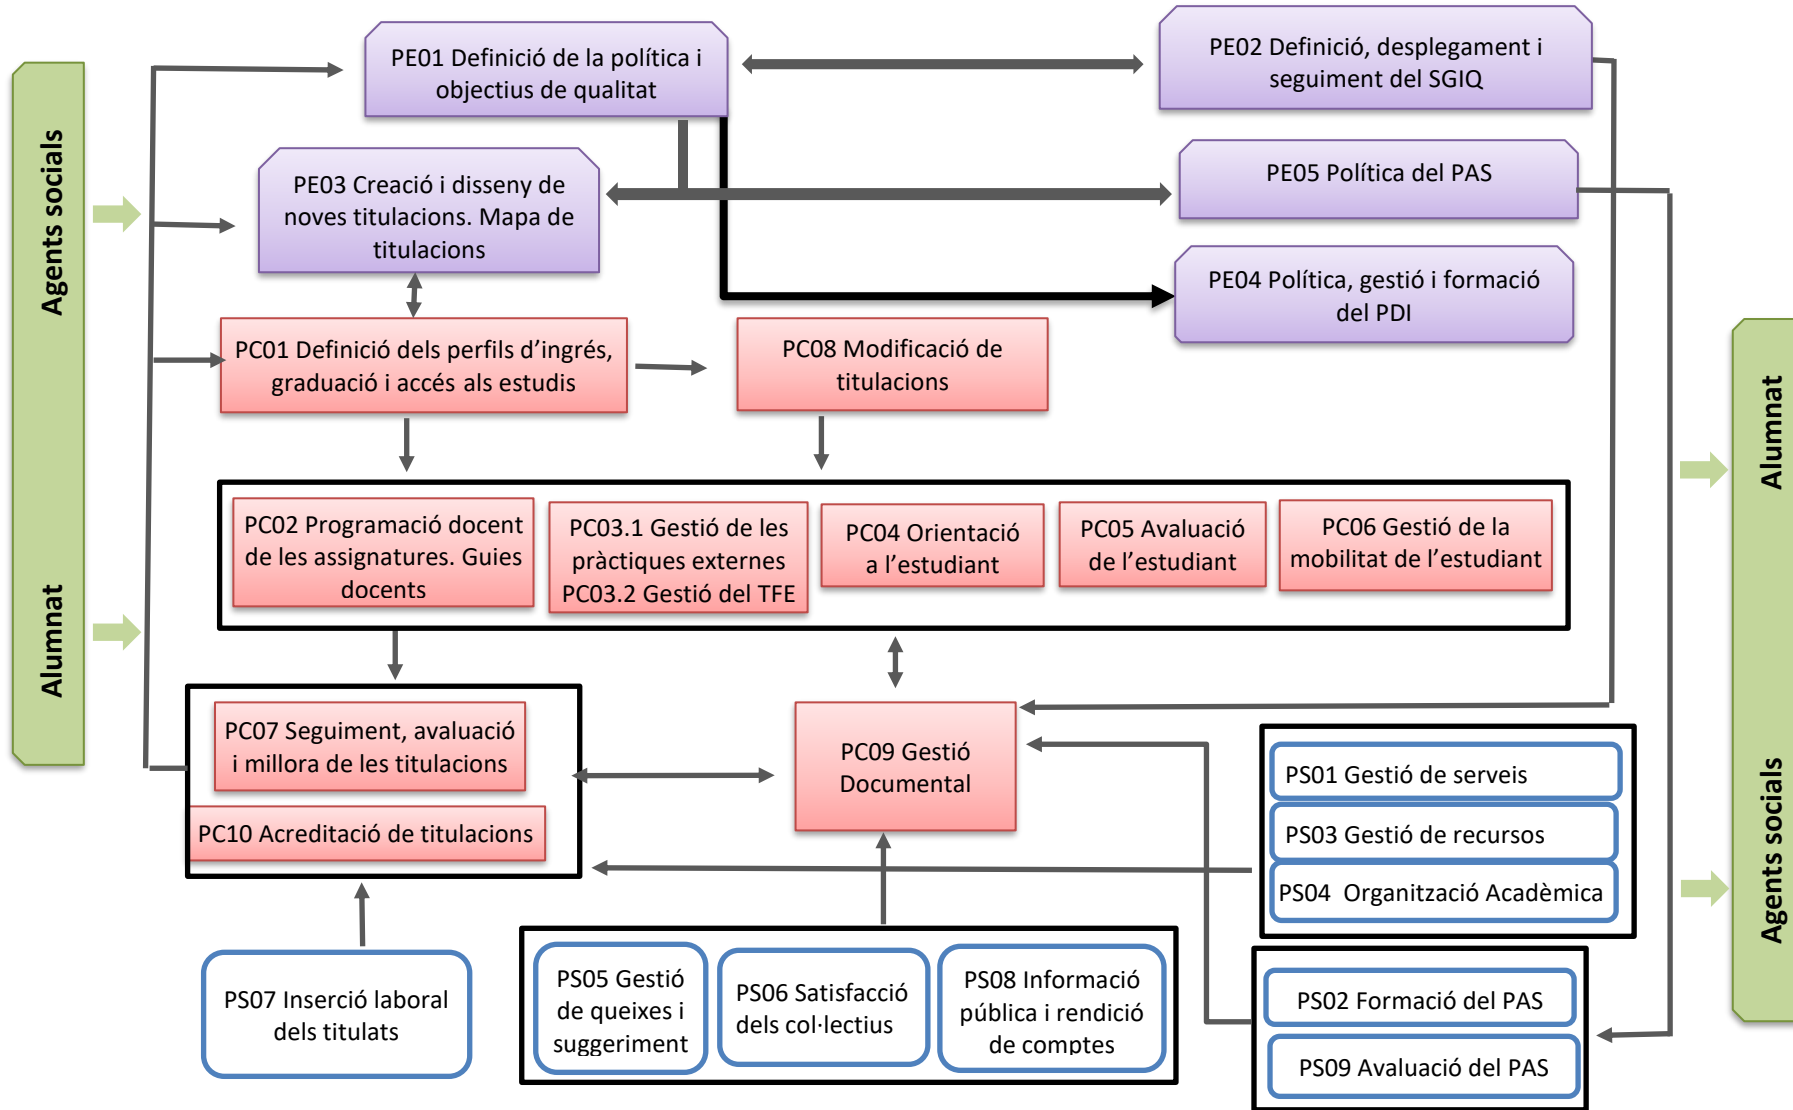 PE01 Definició de la política i
objectius de qualitat
PE02 Definició, desplegament i
seguiment del SGIQ
Agents socials
Alumnat
PE03 Creació i disseny de
noves titulacions. Mapa de
titulacions
PE05 Política del PAS
PE04 Política, gestió i formació
del PDI
PC01 Definició dels perfils d’ingrés,
graduació i accés als estudis
PC08 Modificació de
titulacions
Alumnat
Agents socials
PC02 Programació docent
de les assignatures. Guies
docents
PC03.1 Gestió de les
pràctiques externes
PC03.2 Gestió del TFE
PC04 Orientació
a l’estudiant
PC05 Avaluació
de l’estudiant
PC06 Gestió de la
mobilitat de l’estudiant
PC07 Seguiment, avaluació
i millora de les titulacions
PC10 Acreditació de titulacions
PC09 Gestió
Documental
PS01 Gestió de serveis
PS03 Gestió de recursos
PS04 Organització Acadèmica
PS07 Inserció laboral
dels titulats
PS05 Gestió
de queixes i
suggeriment
PS06 Satisfacció
dels col·lectius
PS08 Informació
pública i rendició
de comptes
PS02 Formació del PAS
PS09 Avaluació del PAS